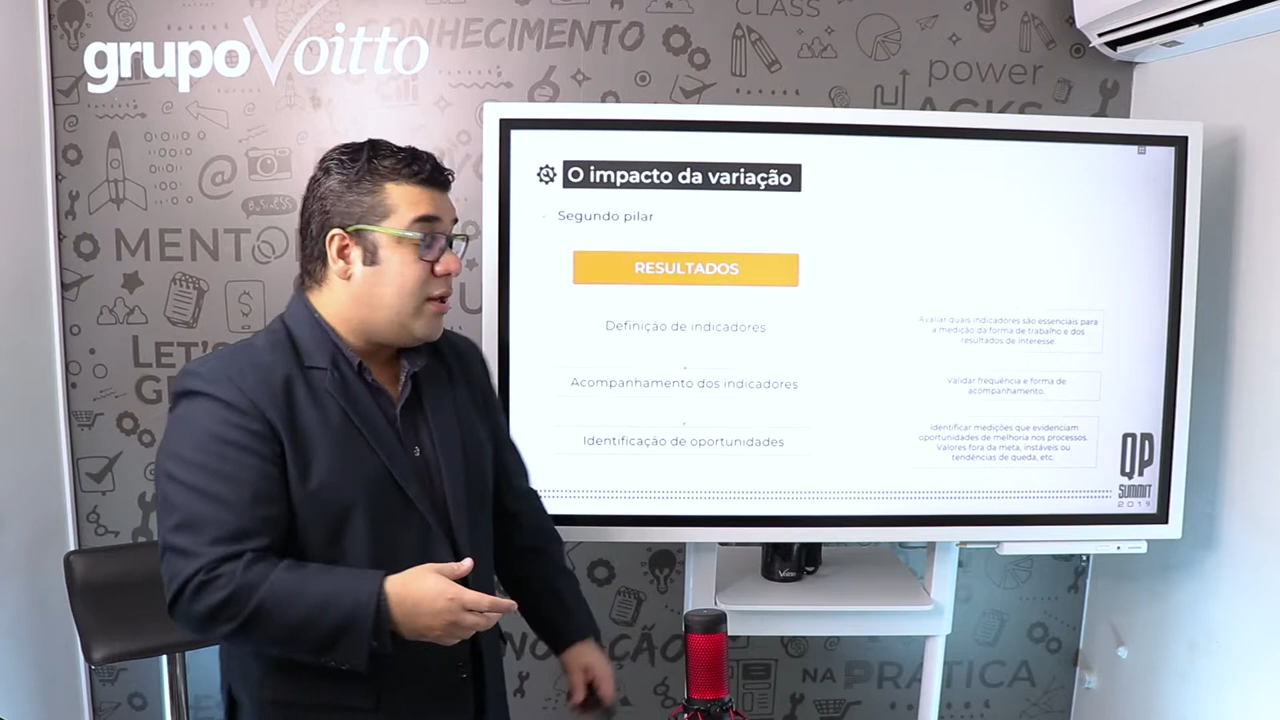 grupoVoitto
CONHECIMENTO
CLASS
power
HACKS
@
BUSINESS
MENTO
LET'S
$
O impacto da variação
Segundo pilar
RESULTADOS
Definição de indicadores
Avaliar quais indicadores são essenciais para
a medição da forma de trabalho e dos
resultados de interesse.
Acompanhamento dos indicadores
Validar frequência e forma de
acompanhamento.
Identificação de oportunidades
Identificar medições que evidenciam
oportunidades de melhoria nos processos.
Valores fora da meta, instáveis ou
tendências de queda, etc.
QP
SUMMIT
2019
Voitto
NA PRÁTICA